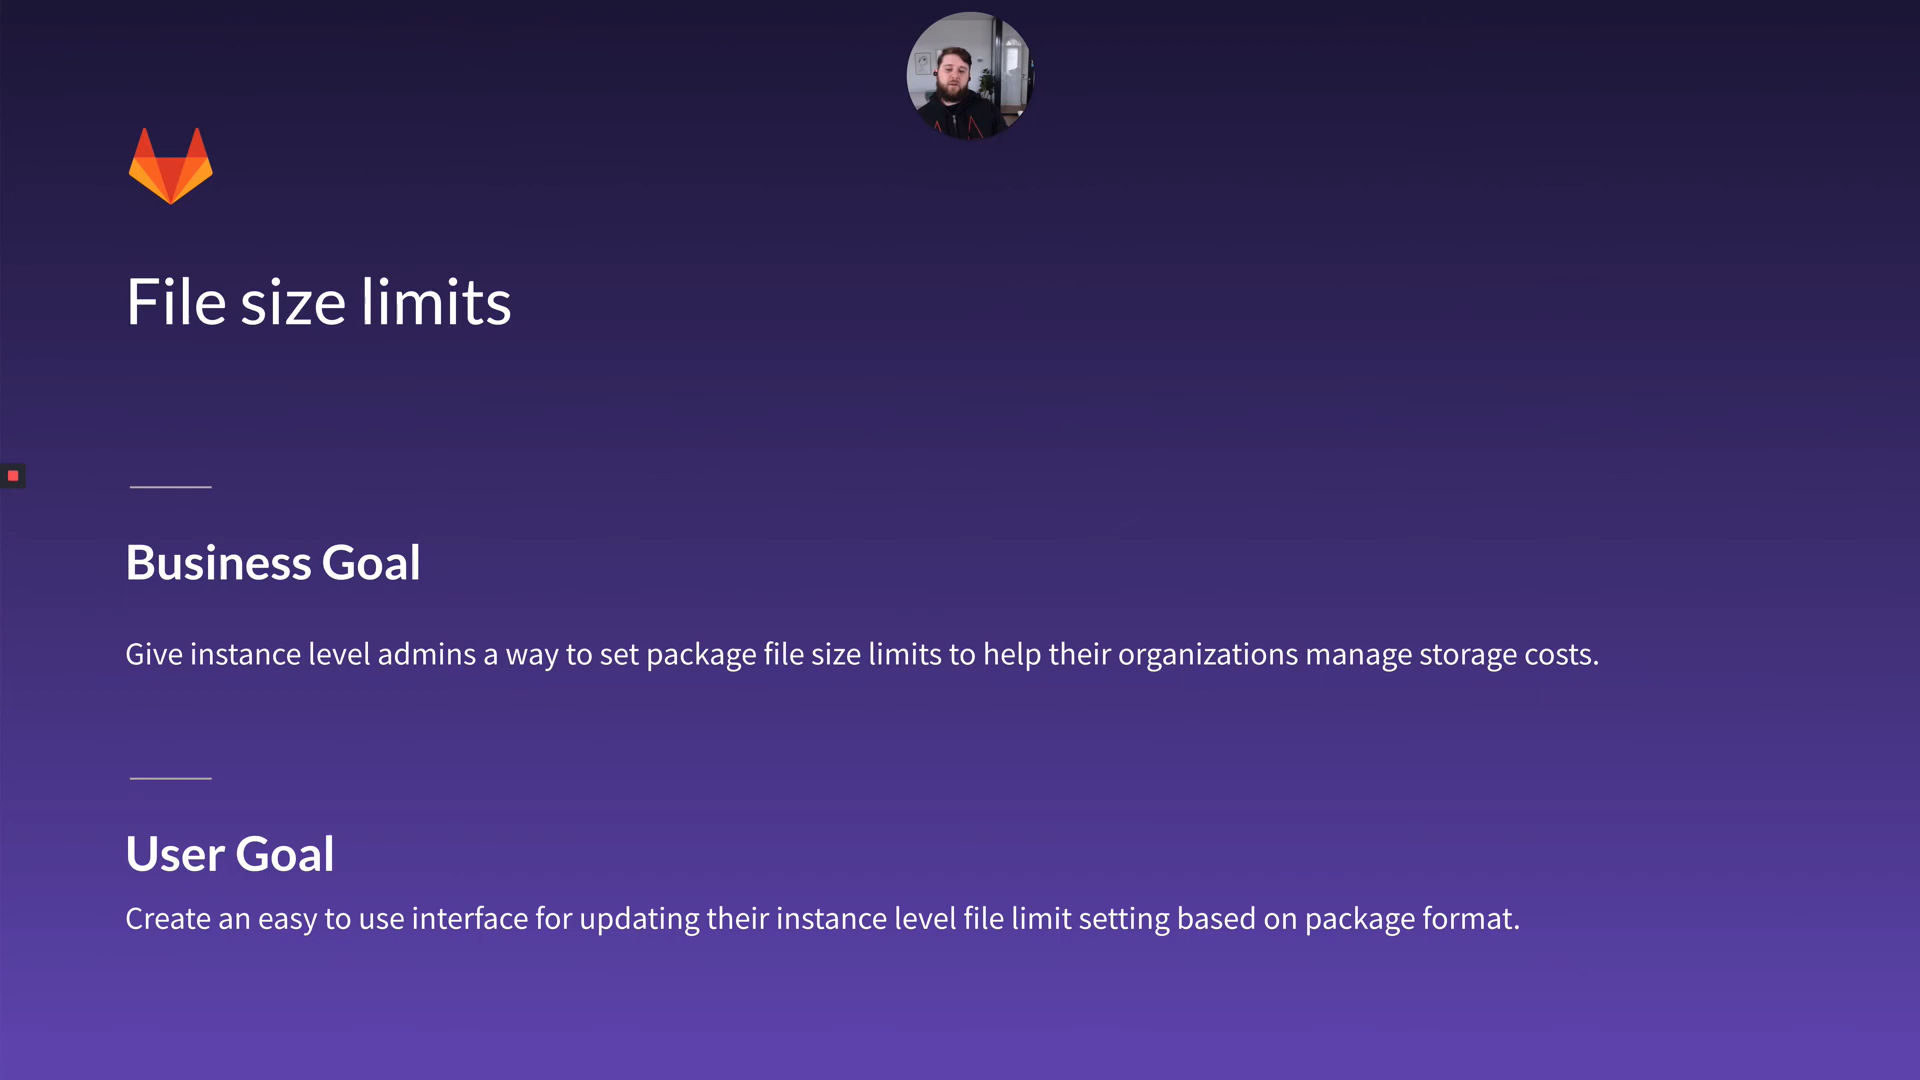 File size limits
Business Goal
Give instance level admins a way to set package file size limits to help their organizations manage storage costs.
User Goal
Create an easy to use interface for updating their instance level file limit setting based on package format.